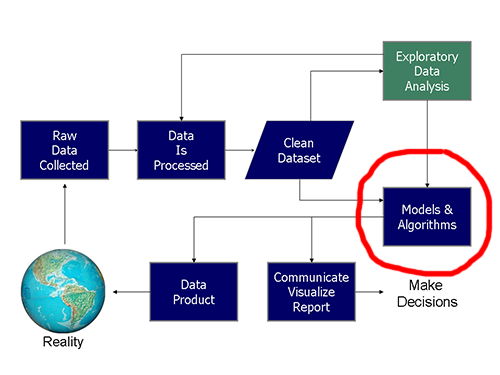 Exploratory
Data
Analysis
Raw
Data
Collected
Data
Is
Processed
Clean
Dataset
Models &
Algorithms
Data
Product
Communicate
Visualize
Report
Make
Decisions
Reality